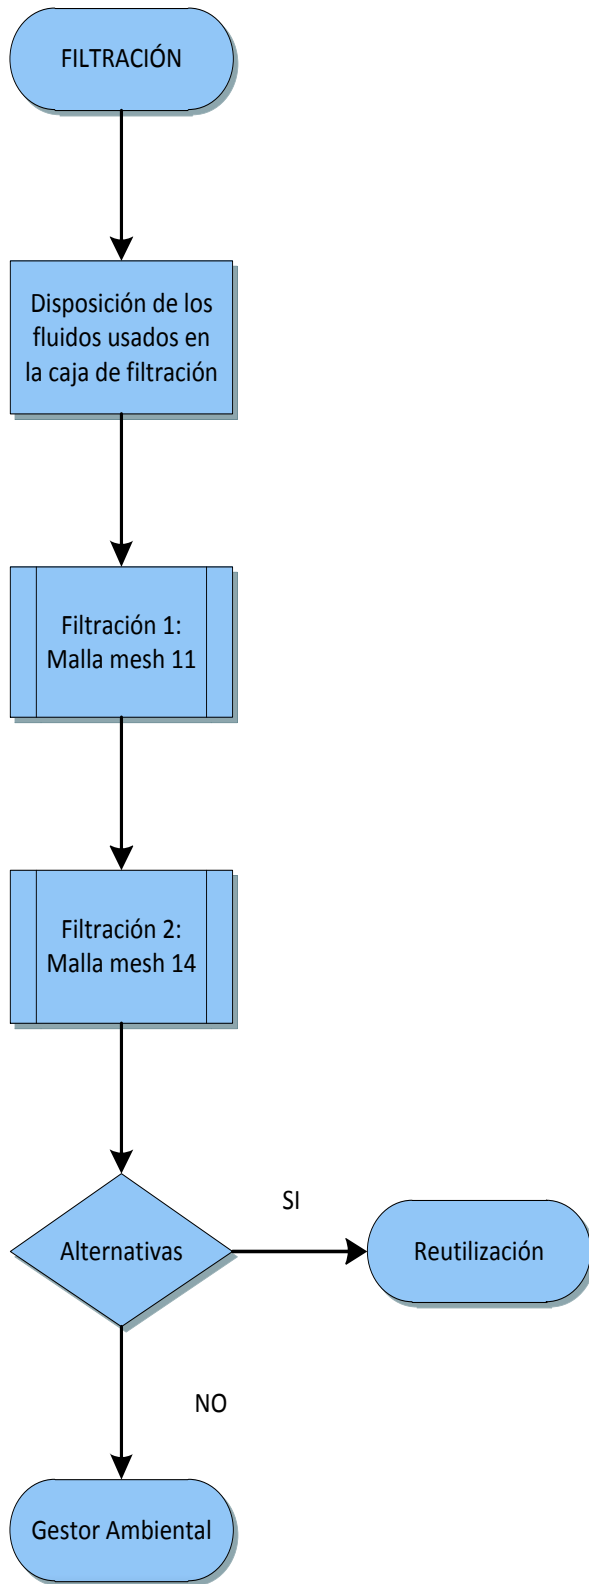 FILTRACIÓN
Disposición de los
fluidos usados en
la caja de filtración
Filtración 1:
Malla mesh 11
Filtración 2:
Malla mesh 14
Alternativas
SI
Reutilización
NO
Gestor Ambiental